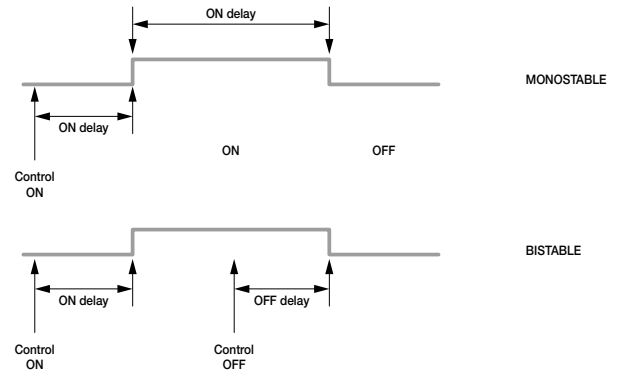 ON delay
MONOSTABLE
ON delay
ON
OFF
Control
ON
BISTABLE
ON delay
OFF delay
Control
ON
Control
OFF